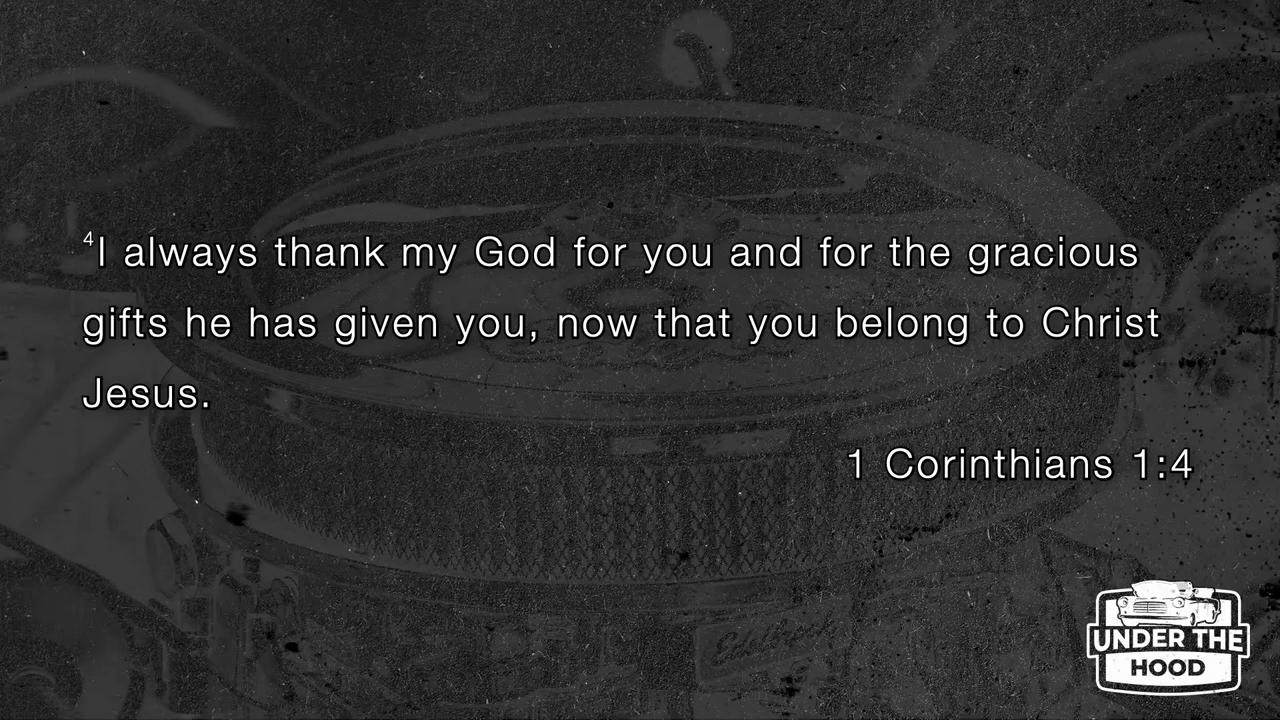 ⁴I always thank my God for you and for the gracious
gifts he has given you, now that you belong to Christ
Jesus.
1 Corinthians 1:4
UNDER THE
HOOD